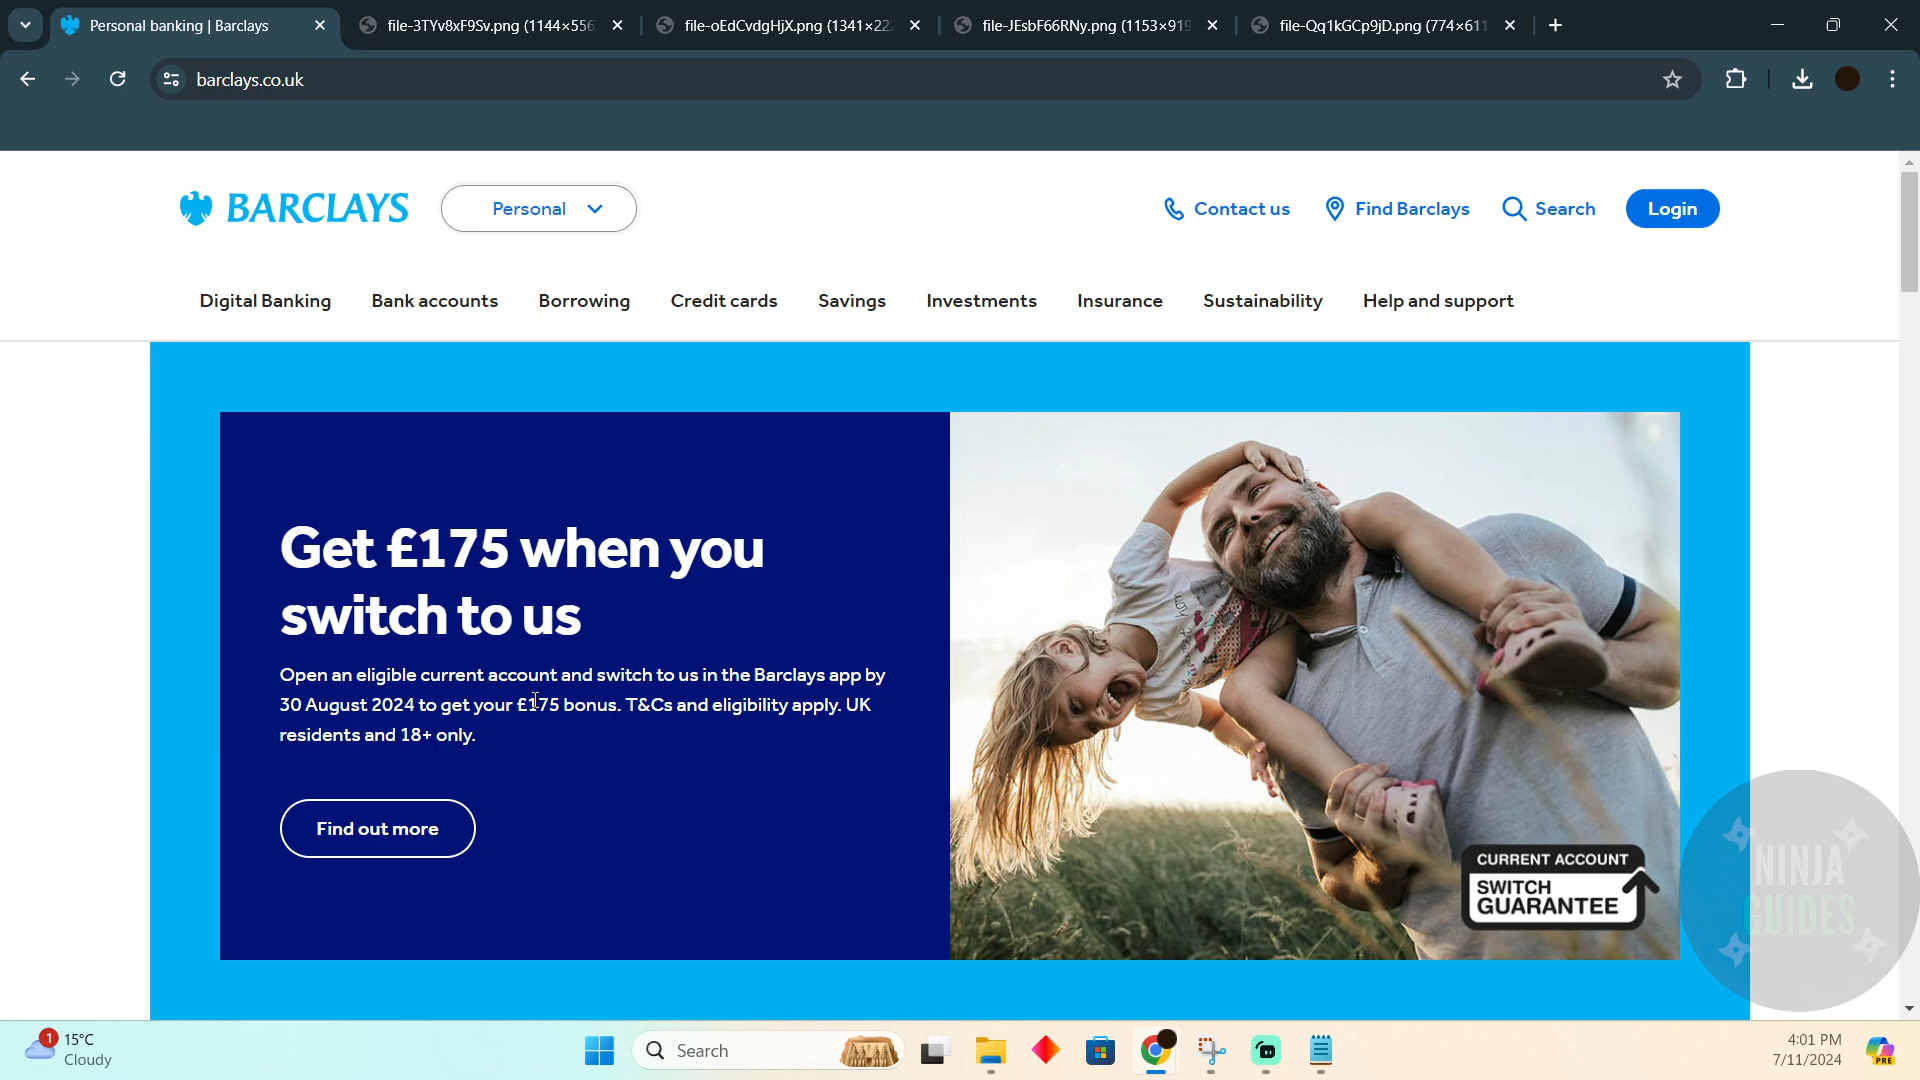 Personal banking | Barclays
file-3TYv8xF9Sv.png (1144×556
file-oEdCvdgHjX.png (1341×222
file-JEsbF66RNy.png (1153×919
file-Qq1kGCp9jD.png (774×611
barclays.co.uk
BARCLAYS
Personal
Contact us
Find Barclays
Search
Login
Digital Banking
Bank accounts
Borrowing
Credit cards
Savings
Investments
Insurance
Sustainability
Help and support
Get £175 when you
switch to us
Open an eligible current account and switch to us in the Barclays app by
30 August 2024 to get your £175 bonus. T&Cs and eligibility apply. UK
residents and 18+ only.
Find out more
CURRENT ACCOUNT
SWITCH
GUARANTEE
NINJA
GUIDES
1
15°C
Cloudy
Search
4:01 PM
7/11/2024
PRE